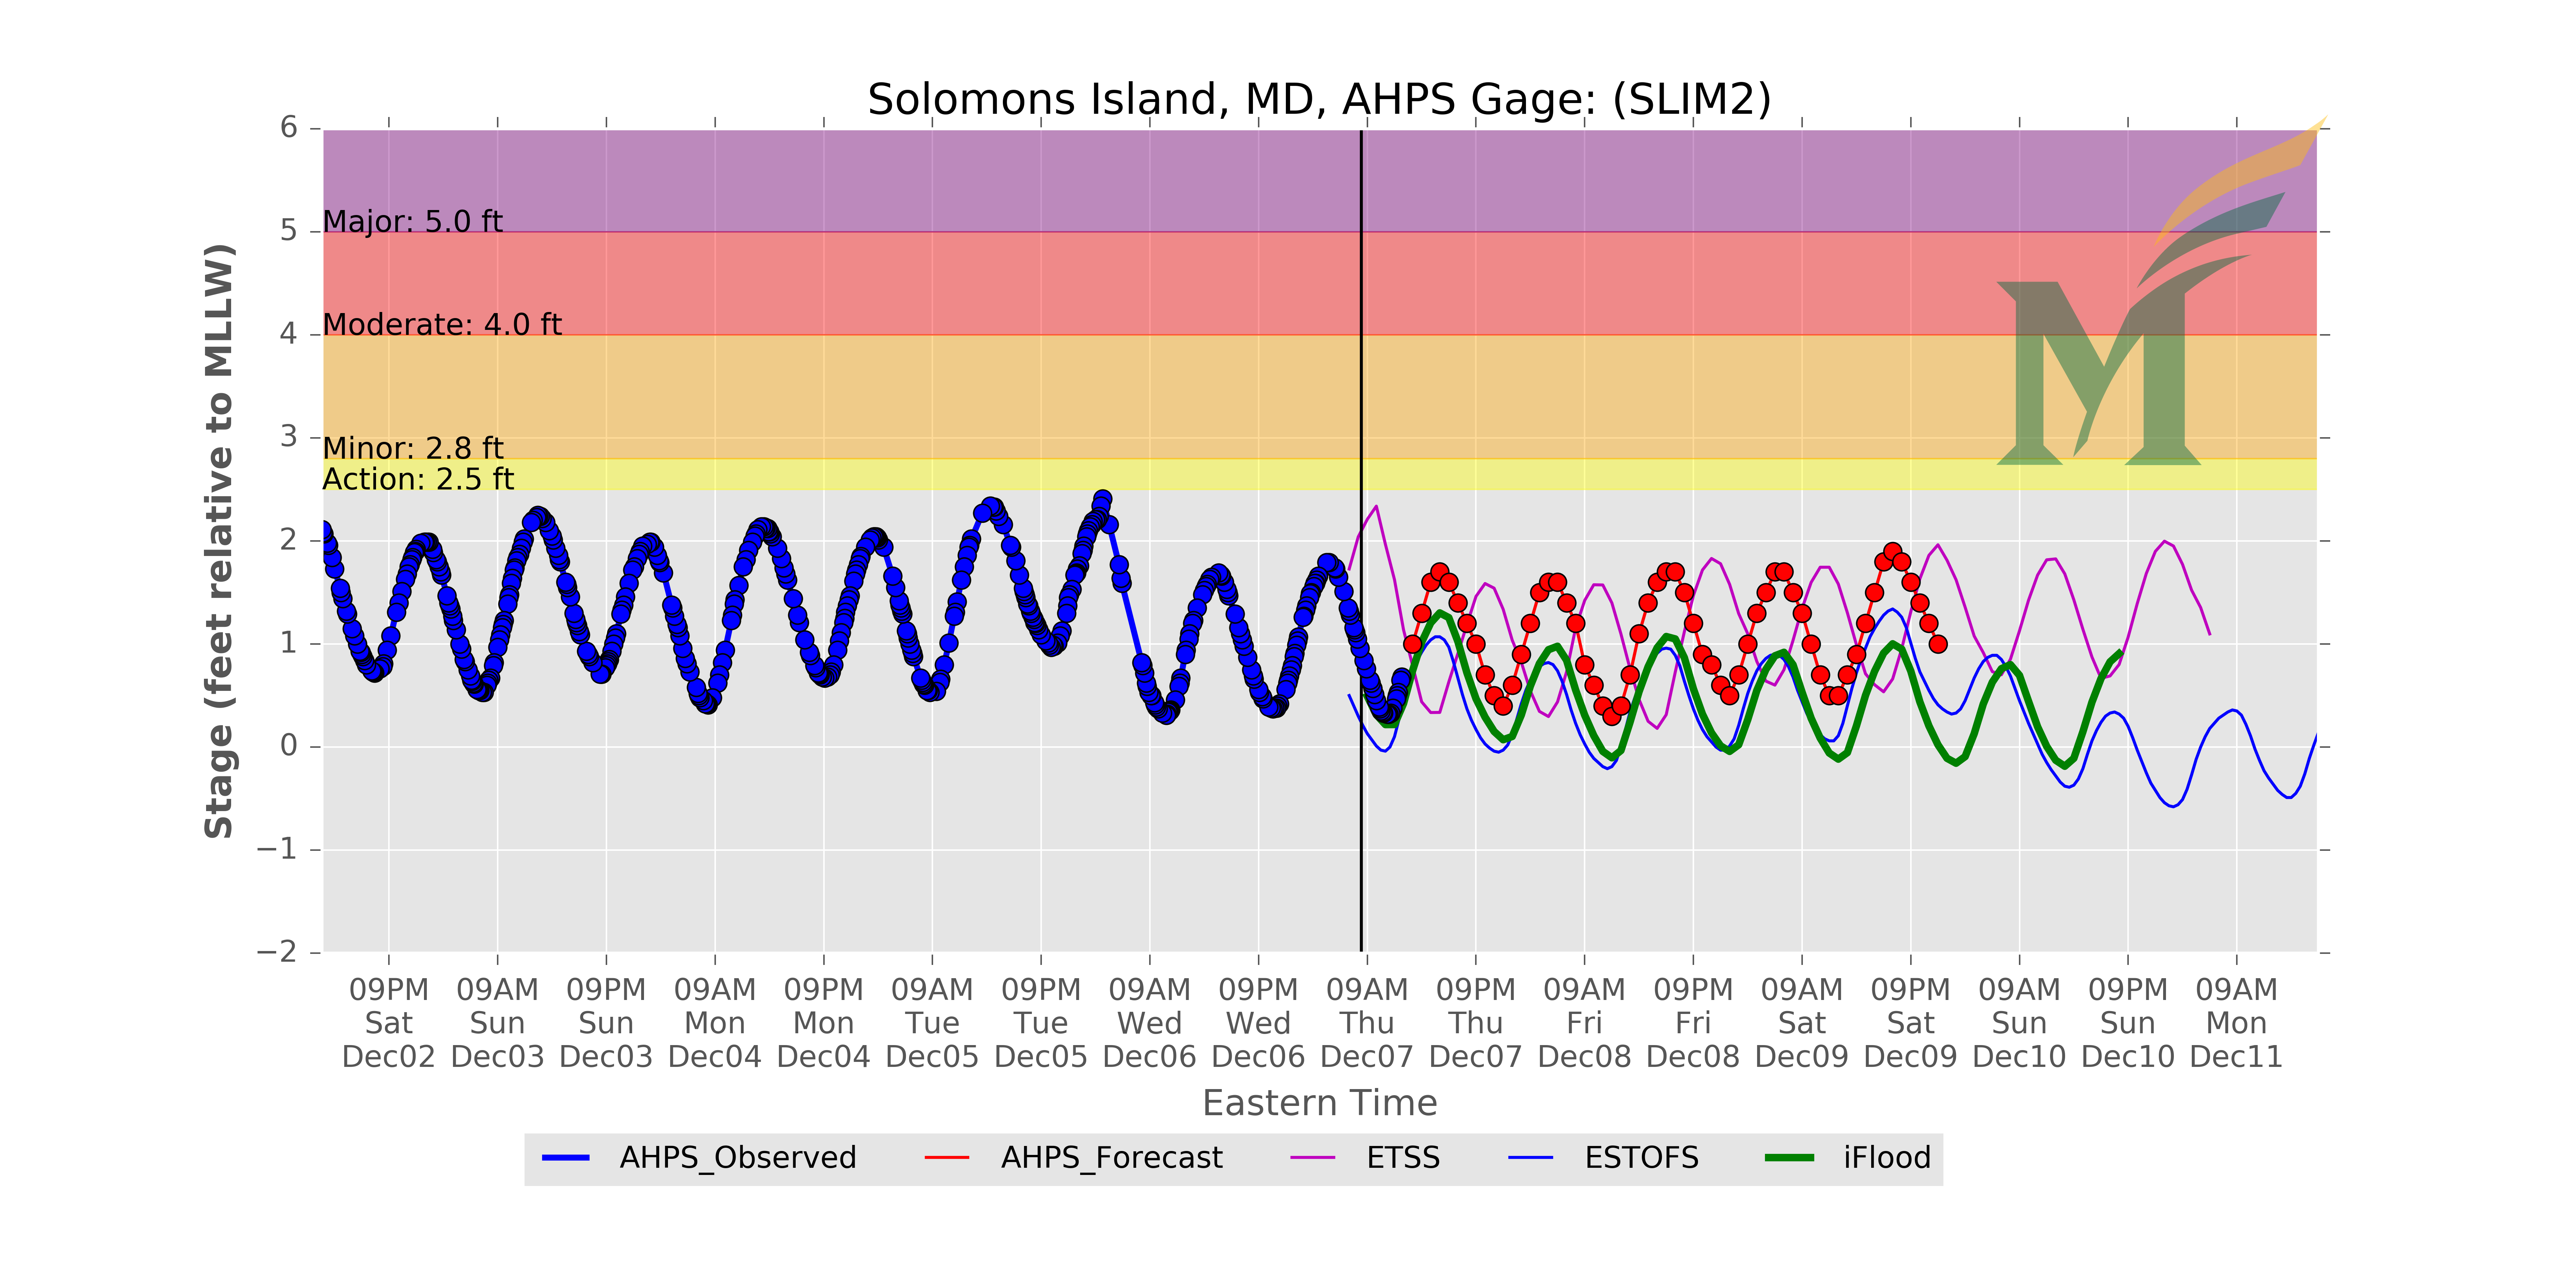 Solomons Island, MD, AHPS Gage: (SLIM2)
Stage (feet relative to MLLW)
6
5
4
3
2
1
0
−1
−2
Major: 5.0 ft
Moderate: 4.0 ft
Minor: 2.8 ft
Action: 2.5 ft
M
09PM 09AM 09PM 09AM 09PM 09AM 09PM 09AM 09PM 09AM 09PM 09AM 09PM 09AM 09PM 09AM 09PM 09AM
Sat Sun Sun Mon Mon Tue Tue Wed Wed Thu Thu Fri Fri Sat Sat Sun Sun Mon
Dec02 Dec03 Dec03 Dec04 Dec04 Dec05 Dec05 Dec06 Dec06 Dec07 Dec07 Dec08 Dec08 Dec09 Dec09 Dec10 Dec10 Dec11
Eastern Time
AHPS_Observed AHPS_Forecast ETSS ESTOFS iFlood